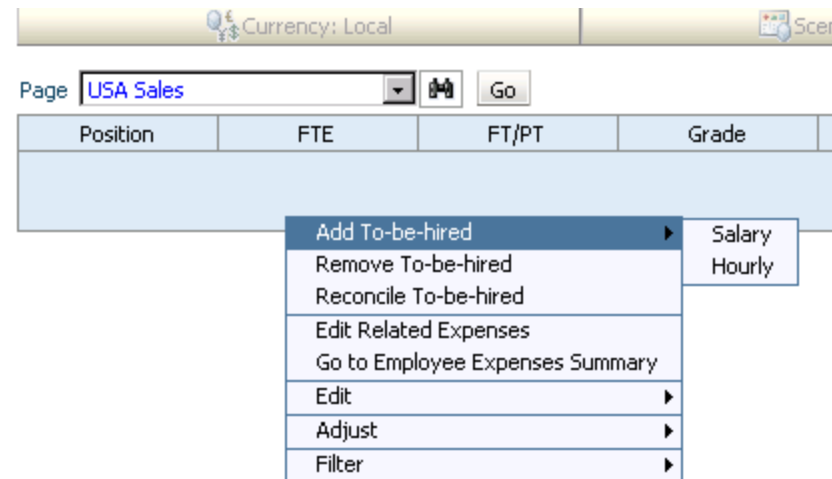 Currency: Local Scer
Page USA Sales Go
Position FTE FT/PT Grade
Add To-be-hired Salary
Remove To-be-hired Hourly
Reconcile To-be-hired
Edit Related Expenses
Go to Employee Expenses Summary
Edit
Adjust
Filter